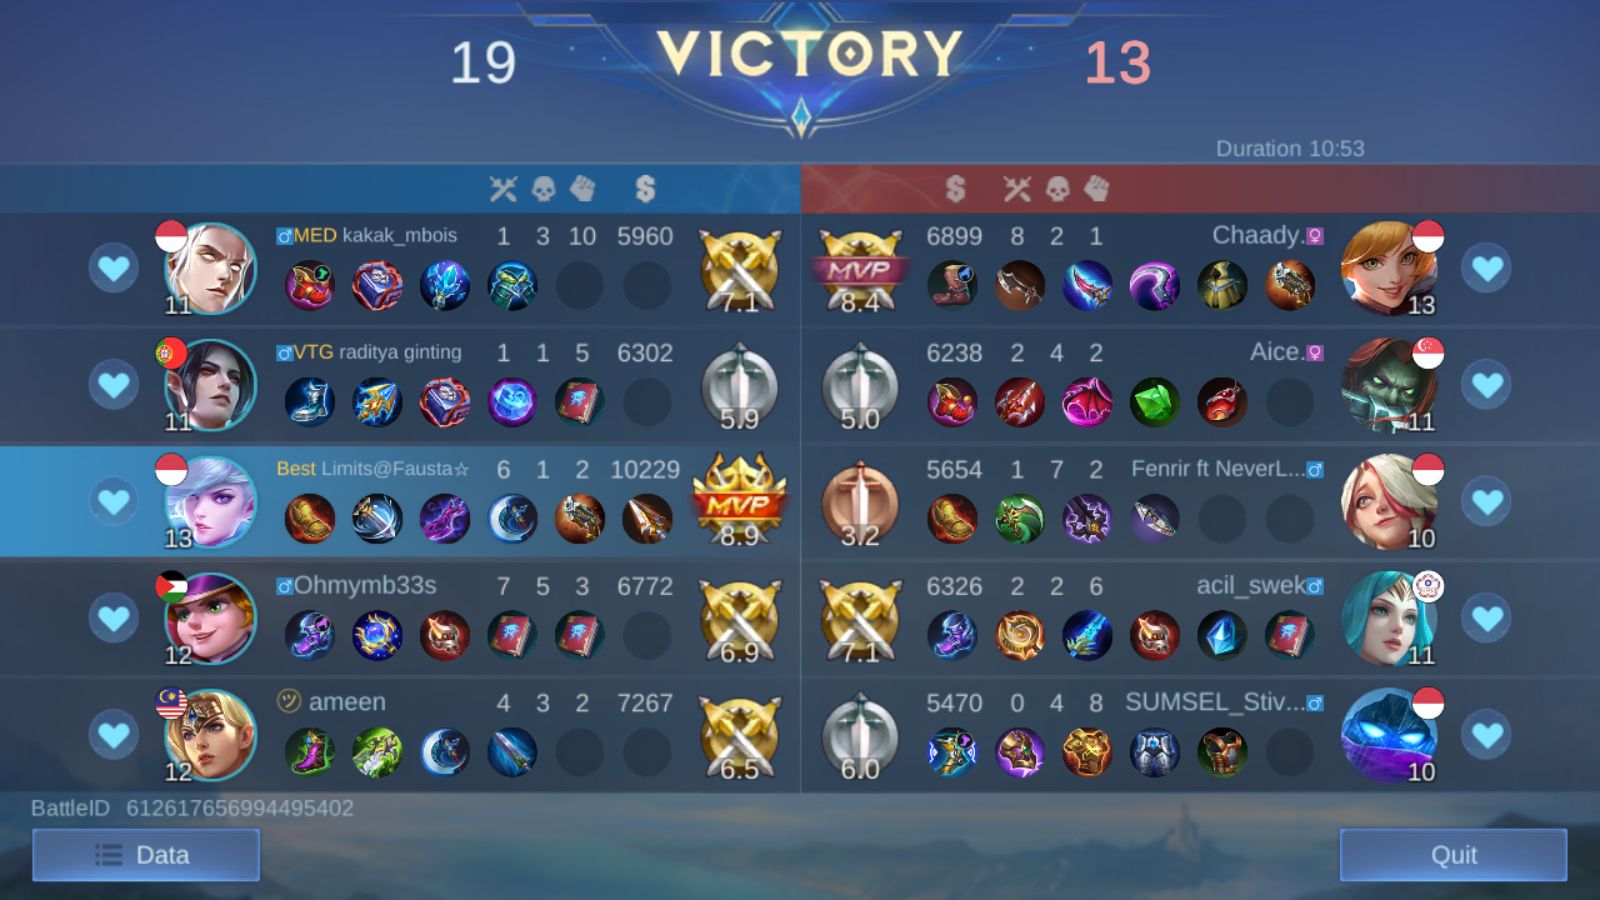 19 VICTORY 13
Duration 10:53
MED kakak_mbois 1 3 10 5960
11 7.1
MVP 8.4 6899 8 2 1 Chaady.
13
VTG raditya ginting 1 1 5 6302
11 5.9
5.0 6238 2 4 2 Aice.
11
Best Limits@Fausta☆ 6 1 2 10229
13 MVP 8.9
3.2 5654 1 7 2 Fenrir ft NeverL...
10
Ohmymb33s 7 5 3 6772
12 6.9
7.1 6326 2 2 6 acil_swek
11
ツ ameen 4 3 2 7267
12 6.5
6.0 5470 0 4 8 SUMSEL_Stiv...
10
BattleID 612617656994495402
Data
Quit